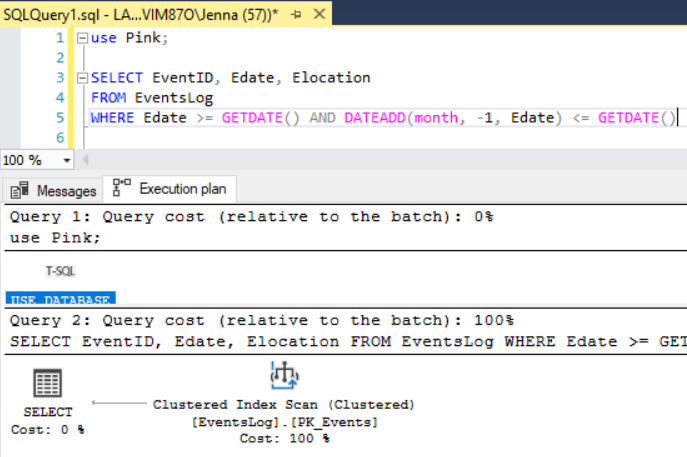 SQLQuery1.sql - LA...VIM87O\Jenna (57))*
1 use Pink;
2
3 SELECT EventID, Edate, Elocation
4 FROM EventsLog
5 WHERE Edate >= GETDATE() AND DATEADD(month, -1, Edate) <= GETDATE()
6
100 %
Messages Execution plan
Query 1: Query cost (relative to the batch): 0%
use Pink;
T-SQL
USE DATABASE
Query 2: Query cost (relative to the batch): 100%
SELECT EventID, Edate, Elocation FROM EventsLog WHERE Edate >= GET
SELECT
Cost: 0 %
Clustered Index Scan (Clustered)
[EventsLog].[PK_Events]
Cost: 100 %